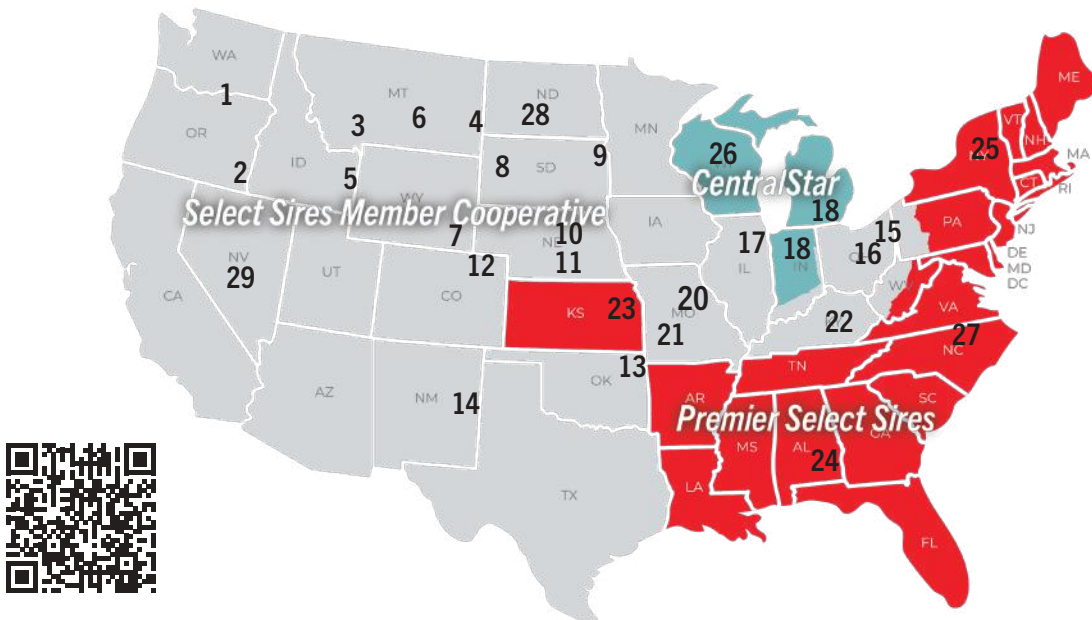 WA
1
OR
2
ID
3
MT
6
4
5
WY
7
ND
28
8
SD
9
MN
26
CentralStar
18
Select Sires Member Cooperative
NE
10
11
12
IA
NV
29
UT
CA
CO
KS
23
20
MO
21
17
IL
18
IN
15
16
WV
22
25
ME
VT
NH
MA
CT
RI
PA
NJ
DE
MD
DC
VA
27
NC
TN
SC
AZ
NM
14
OK
13
AR
Premier Select Sires
GA
MS
AL
24
LA
TX
FL